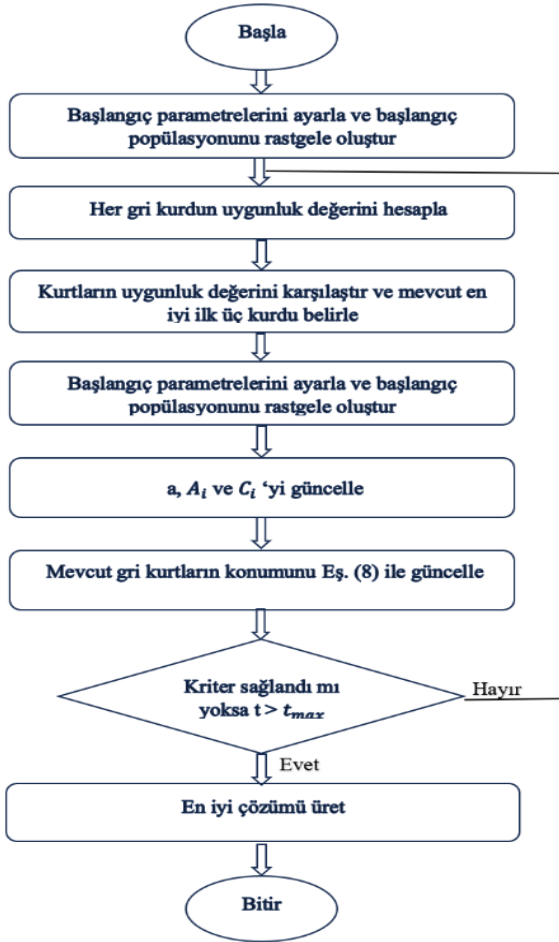 Başla
Başlangıç parametrelerini ayarla ve başlangıç
popülasyonunu rastgele oluştur
Her gri kurdun uygunluk değerini hesapla
Kurtların uygunluk değerini karşılaştır ve mevcut en
iyi ilk üç kurdu belirle
Başlangıç parametrelerini ayarla ve başlangıç
popülasyonunu rastgele oluştur
a, A_i ve C_i ‘yi güncelle
Mevcut gri kurtların konumunu Eş. (8) ile güncelle
Kriter sağlandı mı
yoksa t > t_max
Hayır
Evet
En iyi çözümü üret
Bitir